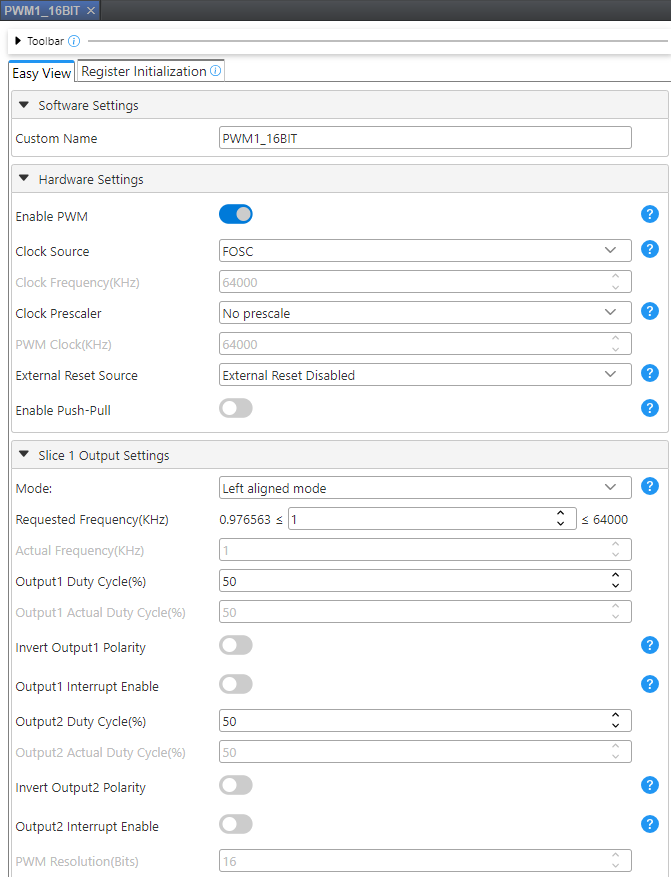 PWM1_16BIT ×
Toolbar
Easy View Register Initialization
Software Settings
Custom Name PWM1_16BIT
Hardware Settings
Enable PWM ?
Clock Source FOSC ?
Clock Frequency(KHz) 64000
Clock Prescaler No prescale ?
PWM Clock(KHz) 64000
External Reset Source External Reset Disabled ?
Enable Push-Pull ?
Slice 1 Output Settings
Mode: Left aligned mode ?
Requested Frequency(KHz) 0.976563 ≤ 1 ≤ 64000
Actual Frequency(KHz) 1
Output1 Duty Cycle(%) 50
Output1 Actual Duty Cycle(%) 50
Invert Output1 Polarity ?
Output1 Interrupt Enable ?
Output2 Duty Cycle(%) 50
Output2 Actual Duty Cycle(%) 50
Invert Output2 Polarity ?
Output2 Interrupt Enable ?
PWM Resolution(Bits) 16